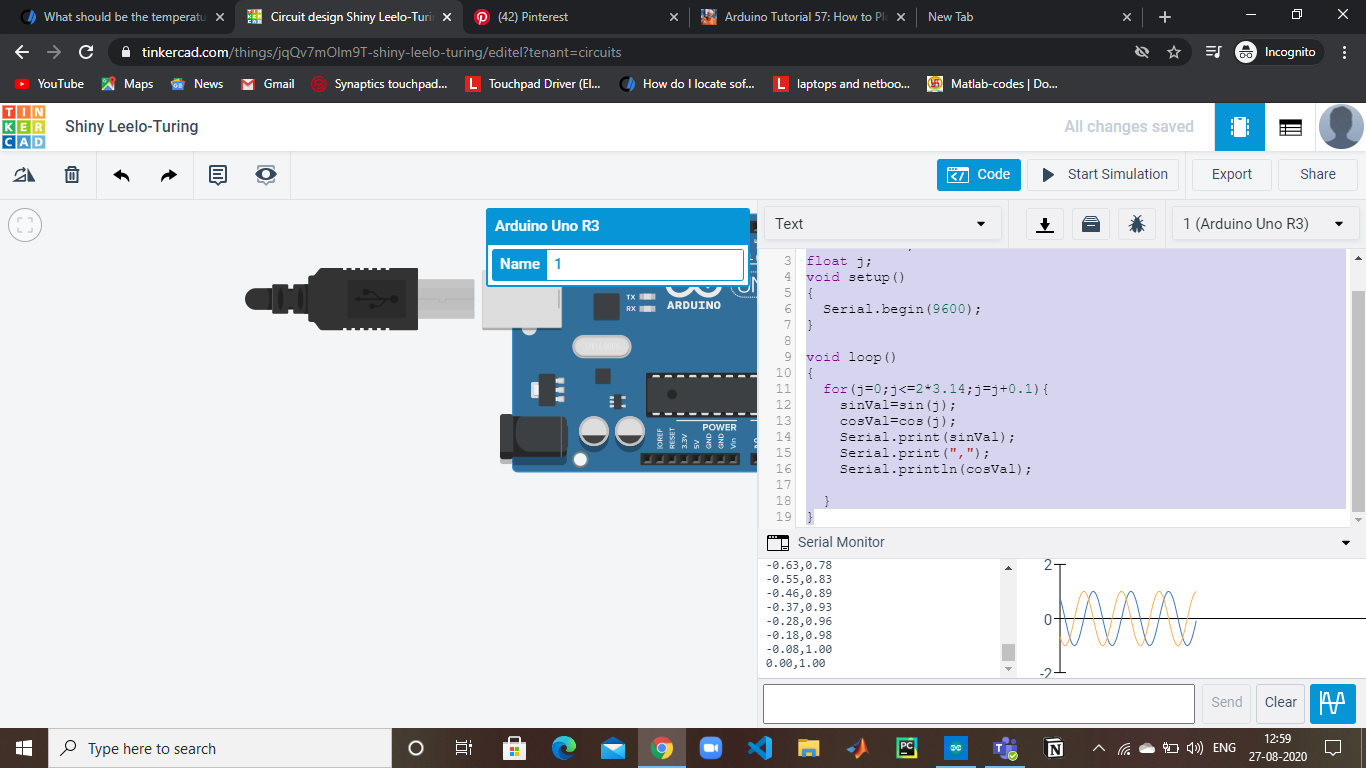 What should be the temperatu
Circuit design Shiny Leelo-Turi
(42) Pinterest
Arduino Tutorial 57: How to Pl
New Tab
tinkercad.com/things/jqQv7mOlm9T-shiny-leelo-turing/editel?tenant=circuits
Incognito
YouTube
Maps
News
Gmail
Synaptics touchpad...
Touchpad Driver (El...
How do I locate sof...
laptops and netboo...
Matlab-codes | Do...
TIN
KER
CAD
Shiny Leelo-Turing
All changes saved
Code
Start Simulation
Export
Share
Arduino Uno R3
Name 1
TX
RX
ARDUINO
POWER
IOREF
RESET
3.3V
5V
GND
GND
Vin
Text
1 (Arduino Uno R3)
3 float j;
4 void setup()
5 {
6 Serial.begin(9600);
7 }
8
9 void loop()
10 {
11 for(j=0;j<=2*3.14;j=j+0.1){
12 sinVal=sin(j);
13 cosVal=cos(j);
14 Serial.print(sinVal);
15 Serial.print(",");
16 Serial.println(cosVal);
17
18 }
19 }
Serial Monitor
-0.63,0.78
-0.55,0.83
-0.46,0.89
-0.37,0.93
-0.28,0.96
-0.18,0.98
-0.08,1.00
0.00,1.00
2
0
-2
Send
Clear
Type here to search
ENG
12:59
27-08-2020